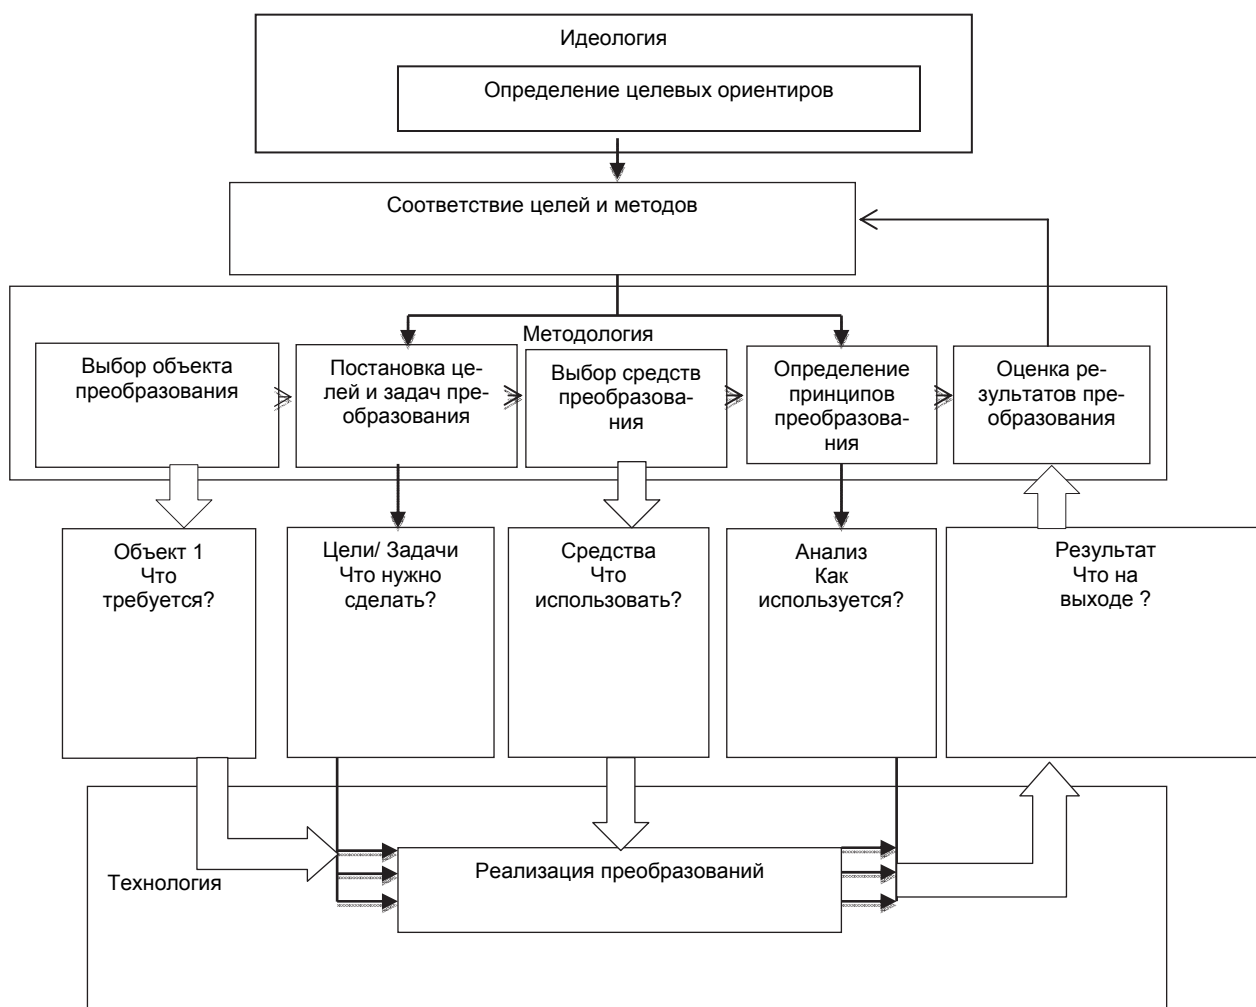 Идеология
Определение целевых ориентиров
Соответствие целей и методов
Методология
Выбор объекта
преобразования
Постановка це-
лей и задач пре-
образования
Выбор средств
преобразова-
ния
Определение
принципов
преобразова-
ния
Оценка ре-
зультатов пре-
образования
Объект 1
Что
требуется?
Цели/ Задачи
Что нужно
сделать?
Средства
Что
использовать?
Анализ
Как
используется?
Результат
Что на
выходе ?
Реализация преобразований
Технология